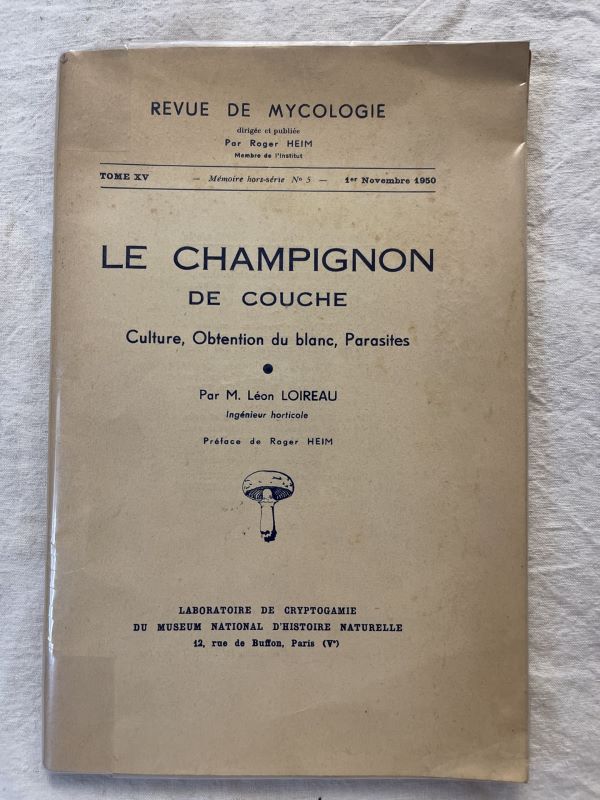 REVUE DE MYCOLOGIE
dirigée et publiée
Par Roger HEIM
Membre de l'Institut
TOME XV — Mémoire hors-série No 5 — 1er Novembre 1950
LE CHAMPIGNON
DE COUCHE
Culture, Obtention du blanc, Parasites
Par M. Léon LOIREAU
Ingénieur horticole
Préface de Roger HEIM
LABORATOIRE DE CRYPTOGAMIE
DU MUSEUM NATIONAL D'HISTOIRE NATURELLE
12, rue de Buffon, Paris (Ve)